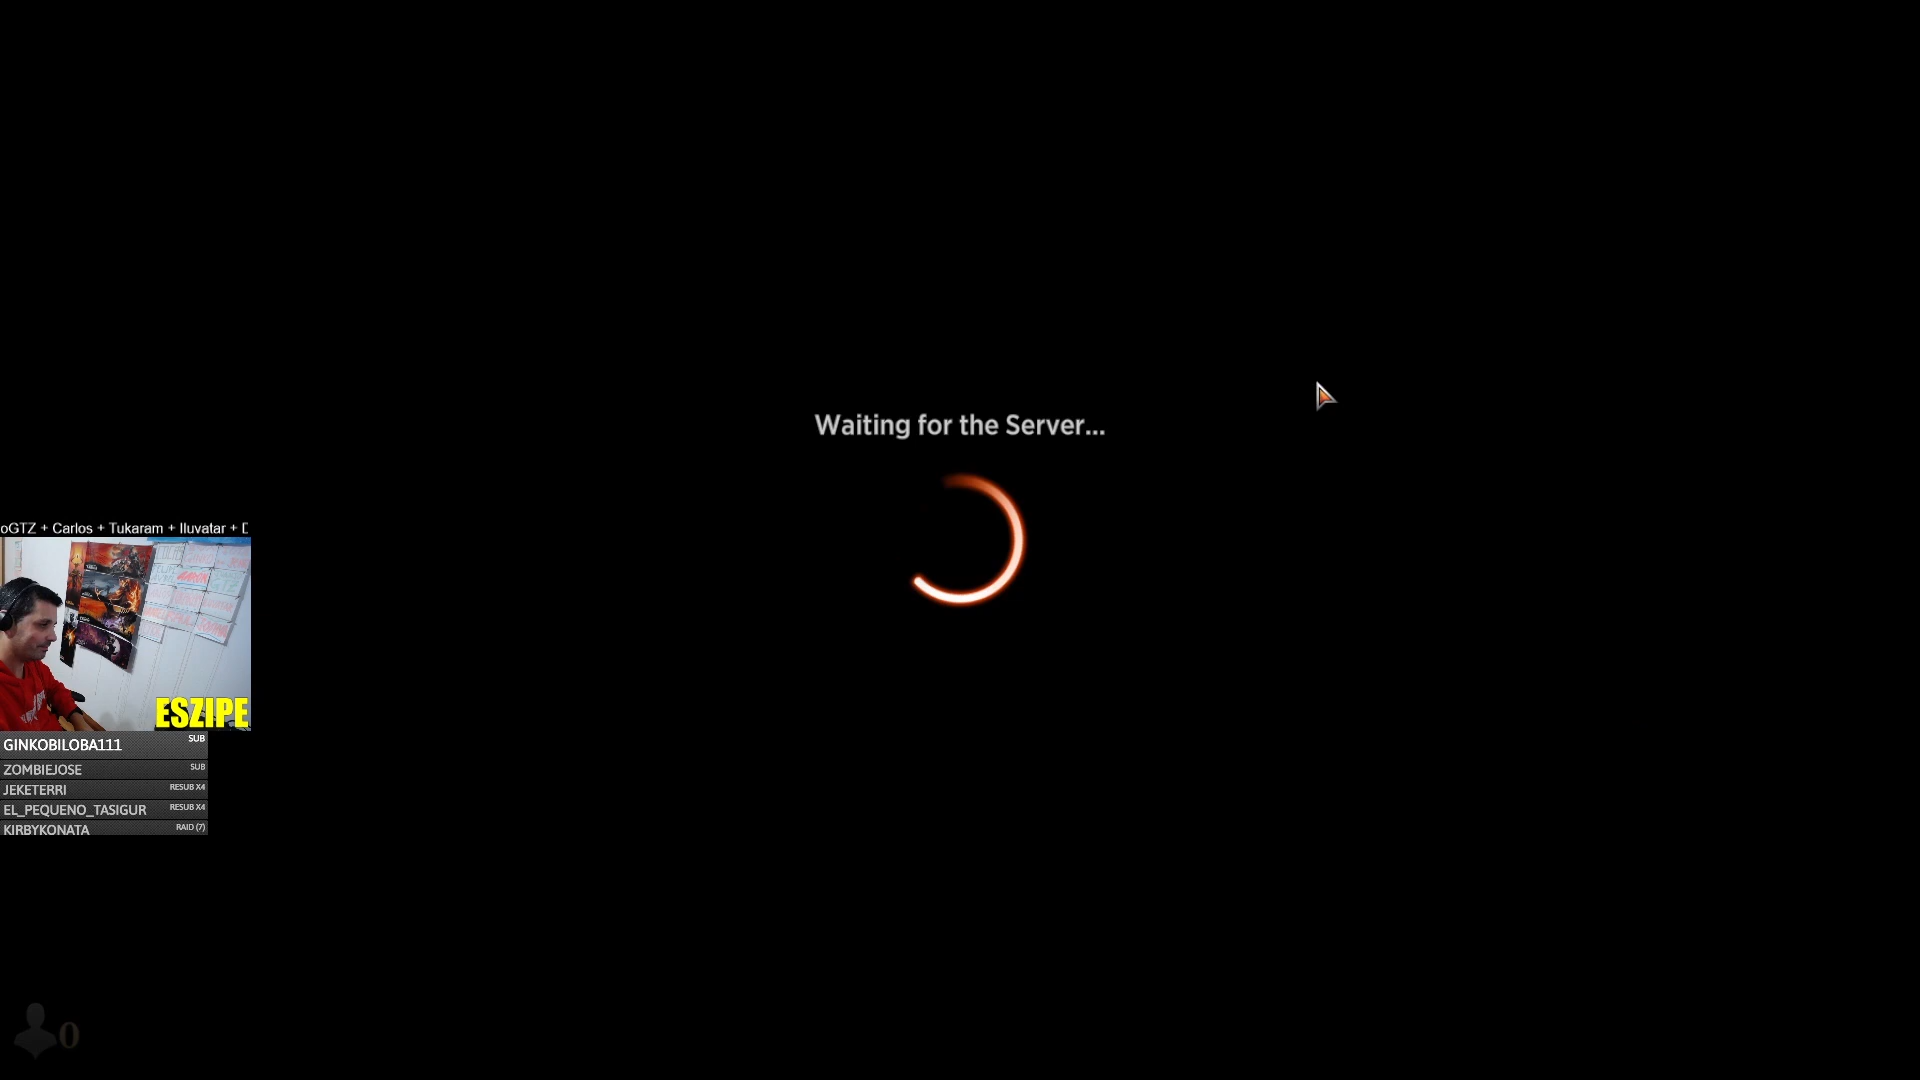 Waiting for the Server...
oGTZ + Carlos + Tukaram + Iluvatar +
ESZIPE
GINKOBILOBA111 SUB
ZOMBIEJOSE SUB
JEKETERRI RESUB X4
EL_PEQUENO_TASIGUR RESUB X4
KIRBYKONATA RAID (7)
0